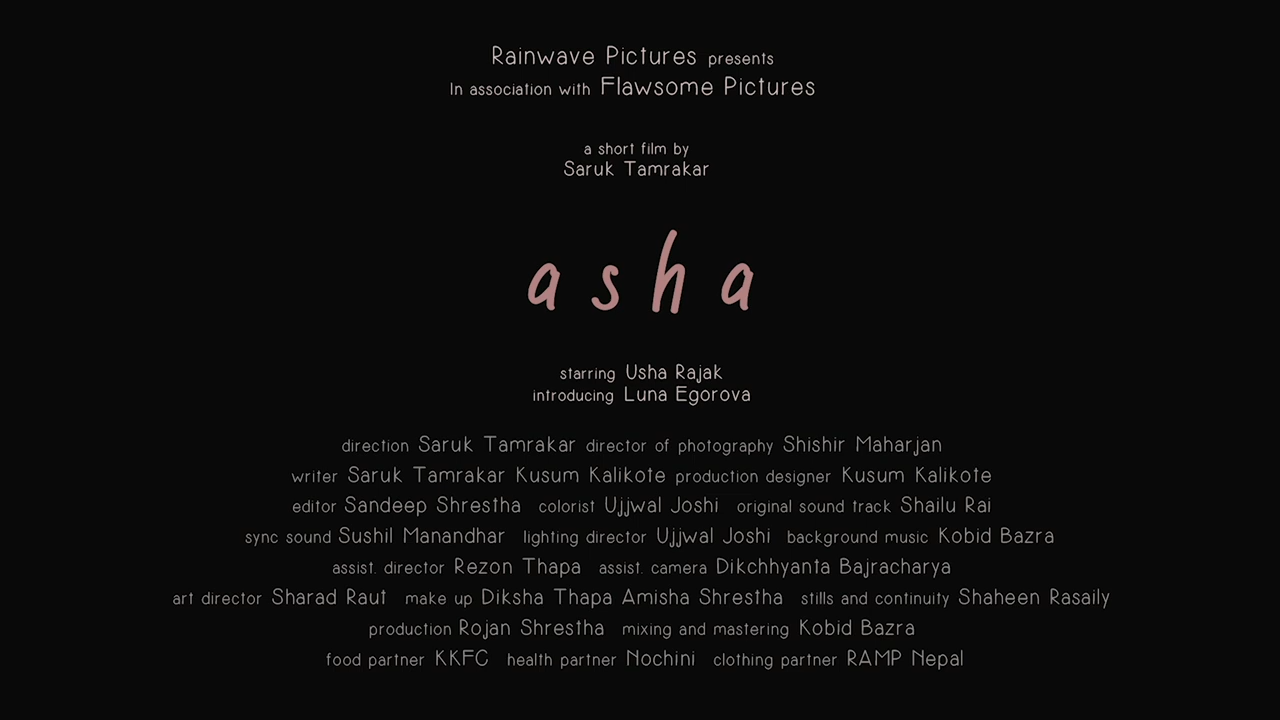 Rainwave Pictures presents
In association with Flawsome Pictures
a short film by
Saruk Tamrakar
asha
starring Usha Rajak
introducing Luna Egorova
direction Saruk Tamrakar director of photography Shishir Maharjan
writer Saruk Tamrakar Kusum Kalikote production designer Kusum Kalikote
editor Sandeep Shrestha colorist Ujjwal Joshi original sound track Shailu Rai
sync sound Sushil Manandhar lighting director Ujjwal Joshi background music Kobid Bazra
assist. director Rezon Thapa assist. camera Dikchhyanta Bajracharya
art director Sharad Raut make up Diksha Thapa Amisha Shrestha stills and continuity Shaheen Rasaily
production Rojan Shrestha mixing and mastering Kobid Bazra
food partner KKFC health partner Nochini clothing partner RAMP Nepal